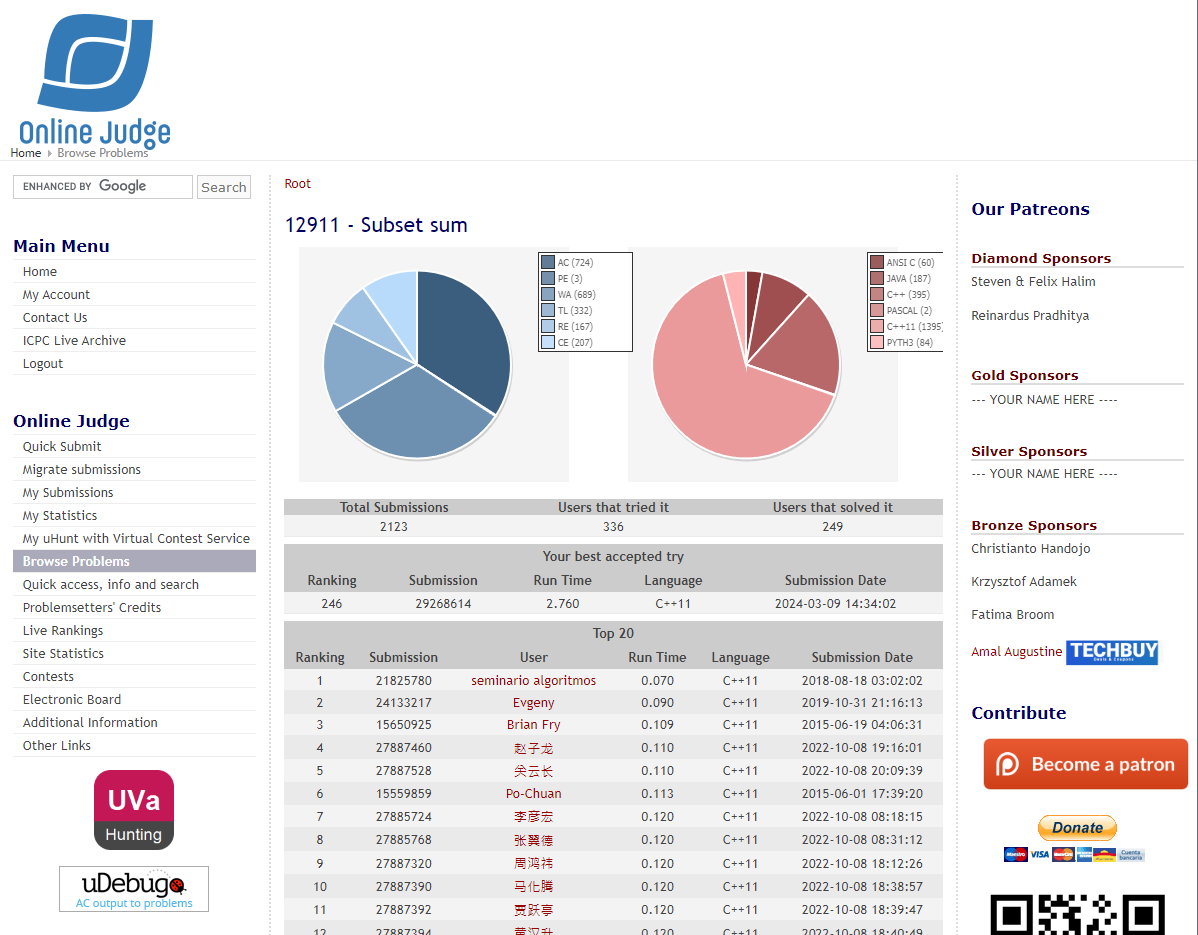 Online Judge
Home Browse Problems
ENHANCED BY Google Search
Main Menu
Home
My Account
Contact Us
ICPC Live Archive
Logout
Online Judge
Quick Submit
Migrate submissions
My Submissions
My Statistics
My uHunt with Virtual Contest Service
Browse Problems
Quick access, info and search
Problemsetters' Credits
Live Rankings
Site Statistics
Contests
Electronic Board
Additional Information
Other Links
UVa
Hunting
uDebug
AC output to problems
Root
12911 - Subset sum
AC (724)
PE (3)
WA (689)
TL (332)
RE (167)
CE (207)
ANSI C (60)
JAVA (187)
C++ (395)
PASCAL (2)
C++11 (1395)
PYTH3 (84)
Total Submissions Users that tried it Users that solved it
2123 336 249
Your best accepted try
Ranking Submission Run Time Language Submission Date
246 29268614 2.760 C++11 2024-03-09 14:34:02
Top 20
Ranking Submission User Run Time Language Submission Date
1 21825780 seminario algoritmos 0.070 C++11 2018-08-18 03:02:02
2 24133217 Evgeny 0.090 C++11 2019-10-31 21:16:13
3 15650925 Brian Fry 0.109 C++11 2015-06-19 04:06:31
4 27887460 赵子龙 0.110 C++11 2022-10-08 19:16:01
5 27887528 关云长 0.110 C++11 2022-10-08 20:09:39
6 15559859 Po-Chuan 0.113 C++11 2015-06-01 17:39:20
7 27885724 李彦宏 0.120 C++11 2022-10-08 08:18:15
8 27885768 张翼德 0.120 C++11 2022-10-08 08:31:12
9 27887320 周鸿祎 0.120 C++11 2022-10-08 18:12:26
10 27887390 马化腾 0.120 C++11 2022-10-08 18:38:57
11 27887392 贾跃亭 0.120 C++11 2022-10-08 18:39:47
12 27887394 黄汉升 0.120 C++11 2022-10-08 18:40:49
Our Patreons
Diamond Sponsors
Steven & Felix Halim
Reinardus Pradhitya
Gold Sponsors
--- YOUR NAME HERE ----
Silver Sponsors
--- YOUR NAME HERE ----
Bronze Sponsors
Christianto Handojo
Krzysztof Adamek
Fatima Broom
Amal Augustine TECHBUY
Deals & Coupons
Contribute
Become a patron
Donate
Maestro VISA MasterCard Cuenta bancaria